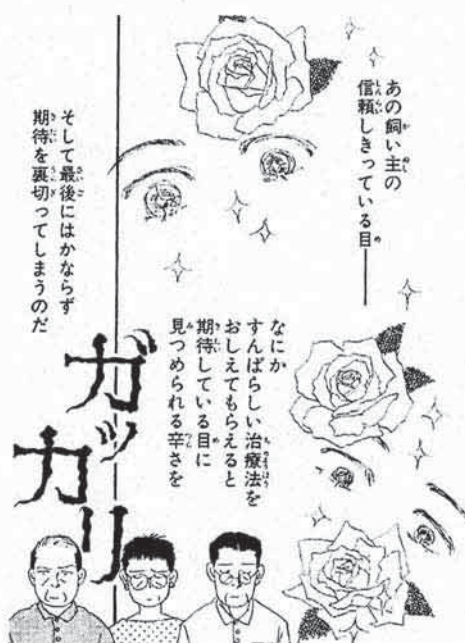 あの飼い主の
信頼しきっている目――
なにか
すんばらしい治療法を
おしえてもらえると
期待している目に
見つめられる辛さを
そして最後にはかならず
期待を裏切ってしまうのだ
ガッ
ガリ